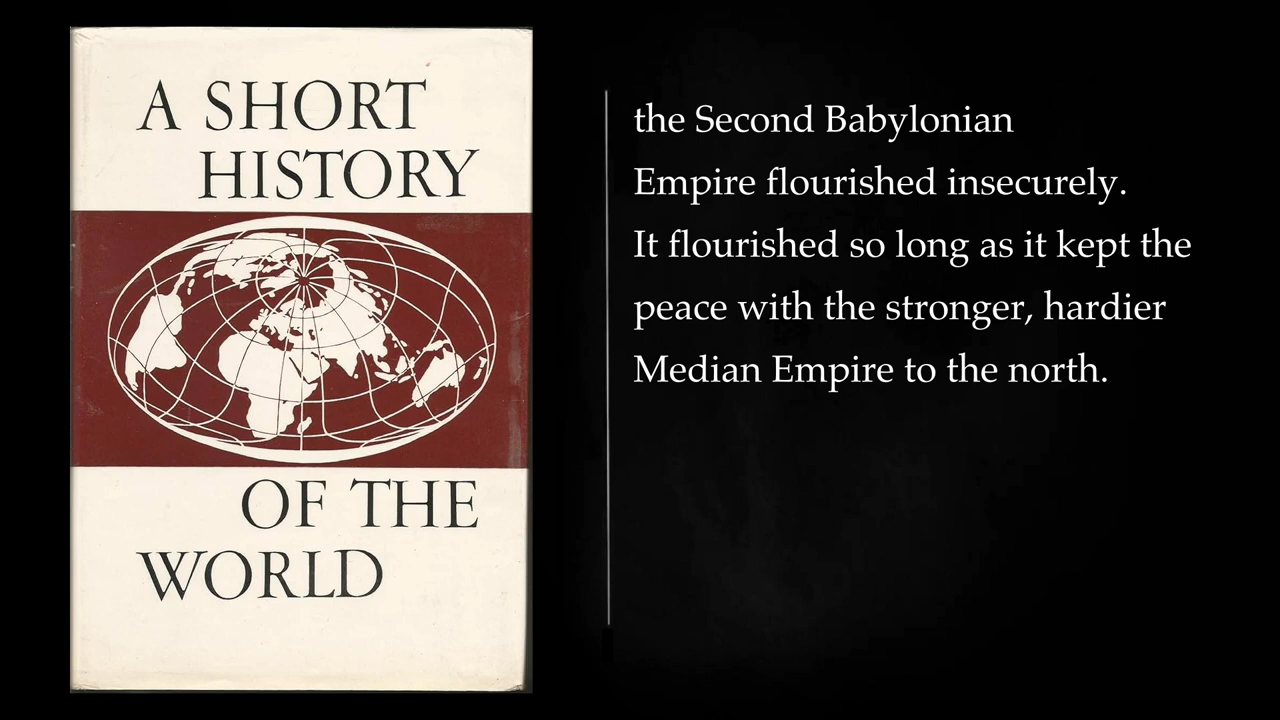 A SHORT
HISTORY
OF THE
WORLD
the Second Babylonian
Empire flourished insecurely.
It flourished so long as it kept the
peace with the stronger, hardier
Median Empire to the north.